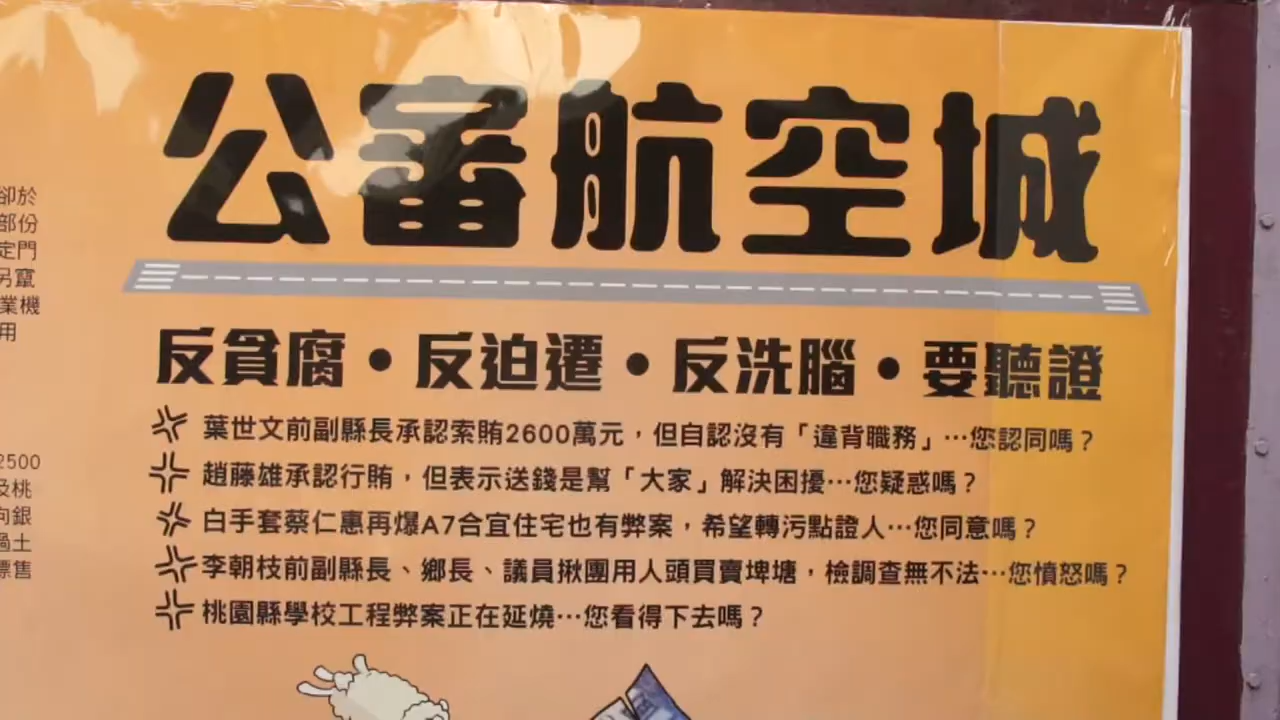 公審航空城
反貪腐・反迫遷・反洗腦・要聽證
葉世文前副縣長承認索賄2600萬元，但自認沒有「違背職務」…您認同嗎？
趙藤雄承認行賄，但表示送錢是幫「大家」解決困擾…您疑惑嗎？
白手套蔡仁惠再爆A7合宜住宅也有弊案，希望轉污點證人…您同意嗎？
李朝枝前副縣長、鄉長、議員揪團用人頭買賣埤塘，檢調查無不法…您憤怒嗎？
桃園縣學校工程弊案正在延燒…您看得下去嗎？
卻於
部份
定門
另竄
業機
用
2500
及桃
向銀
過土
標售